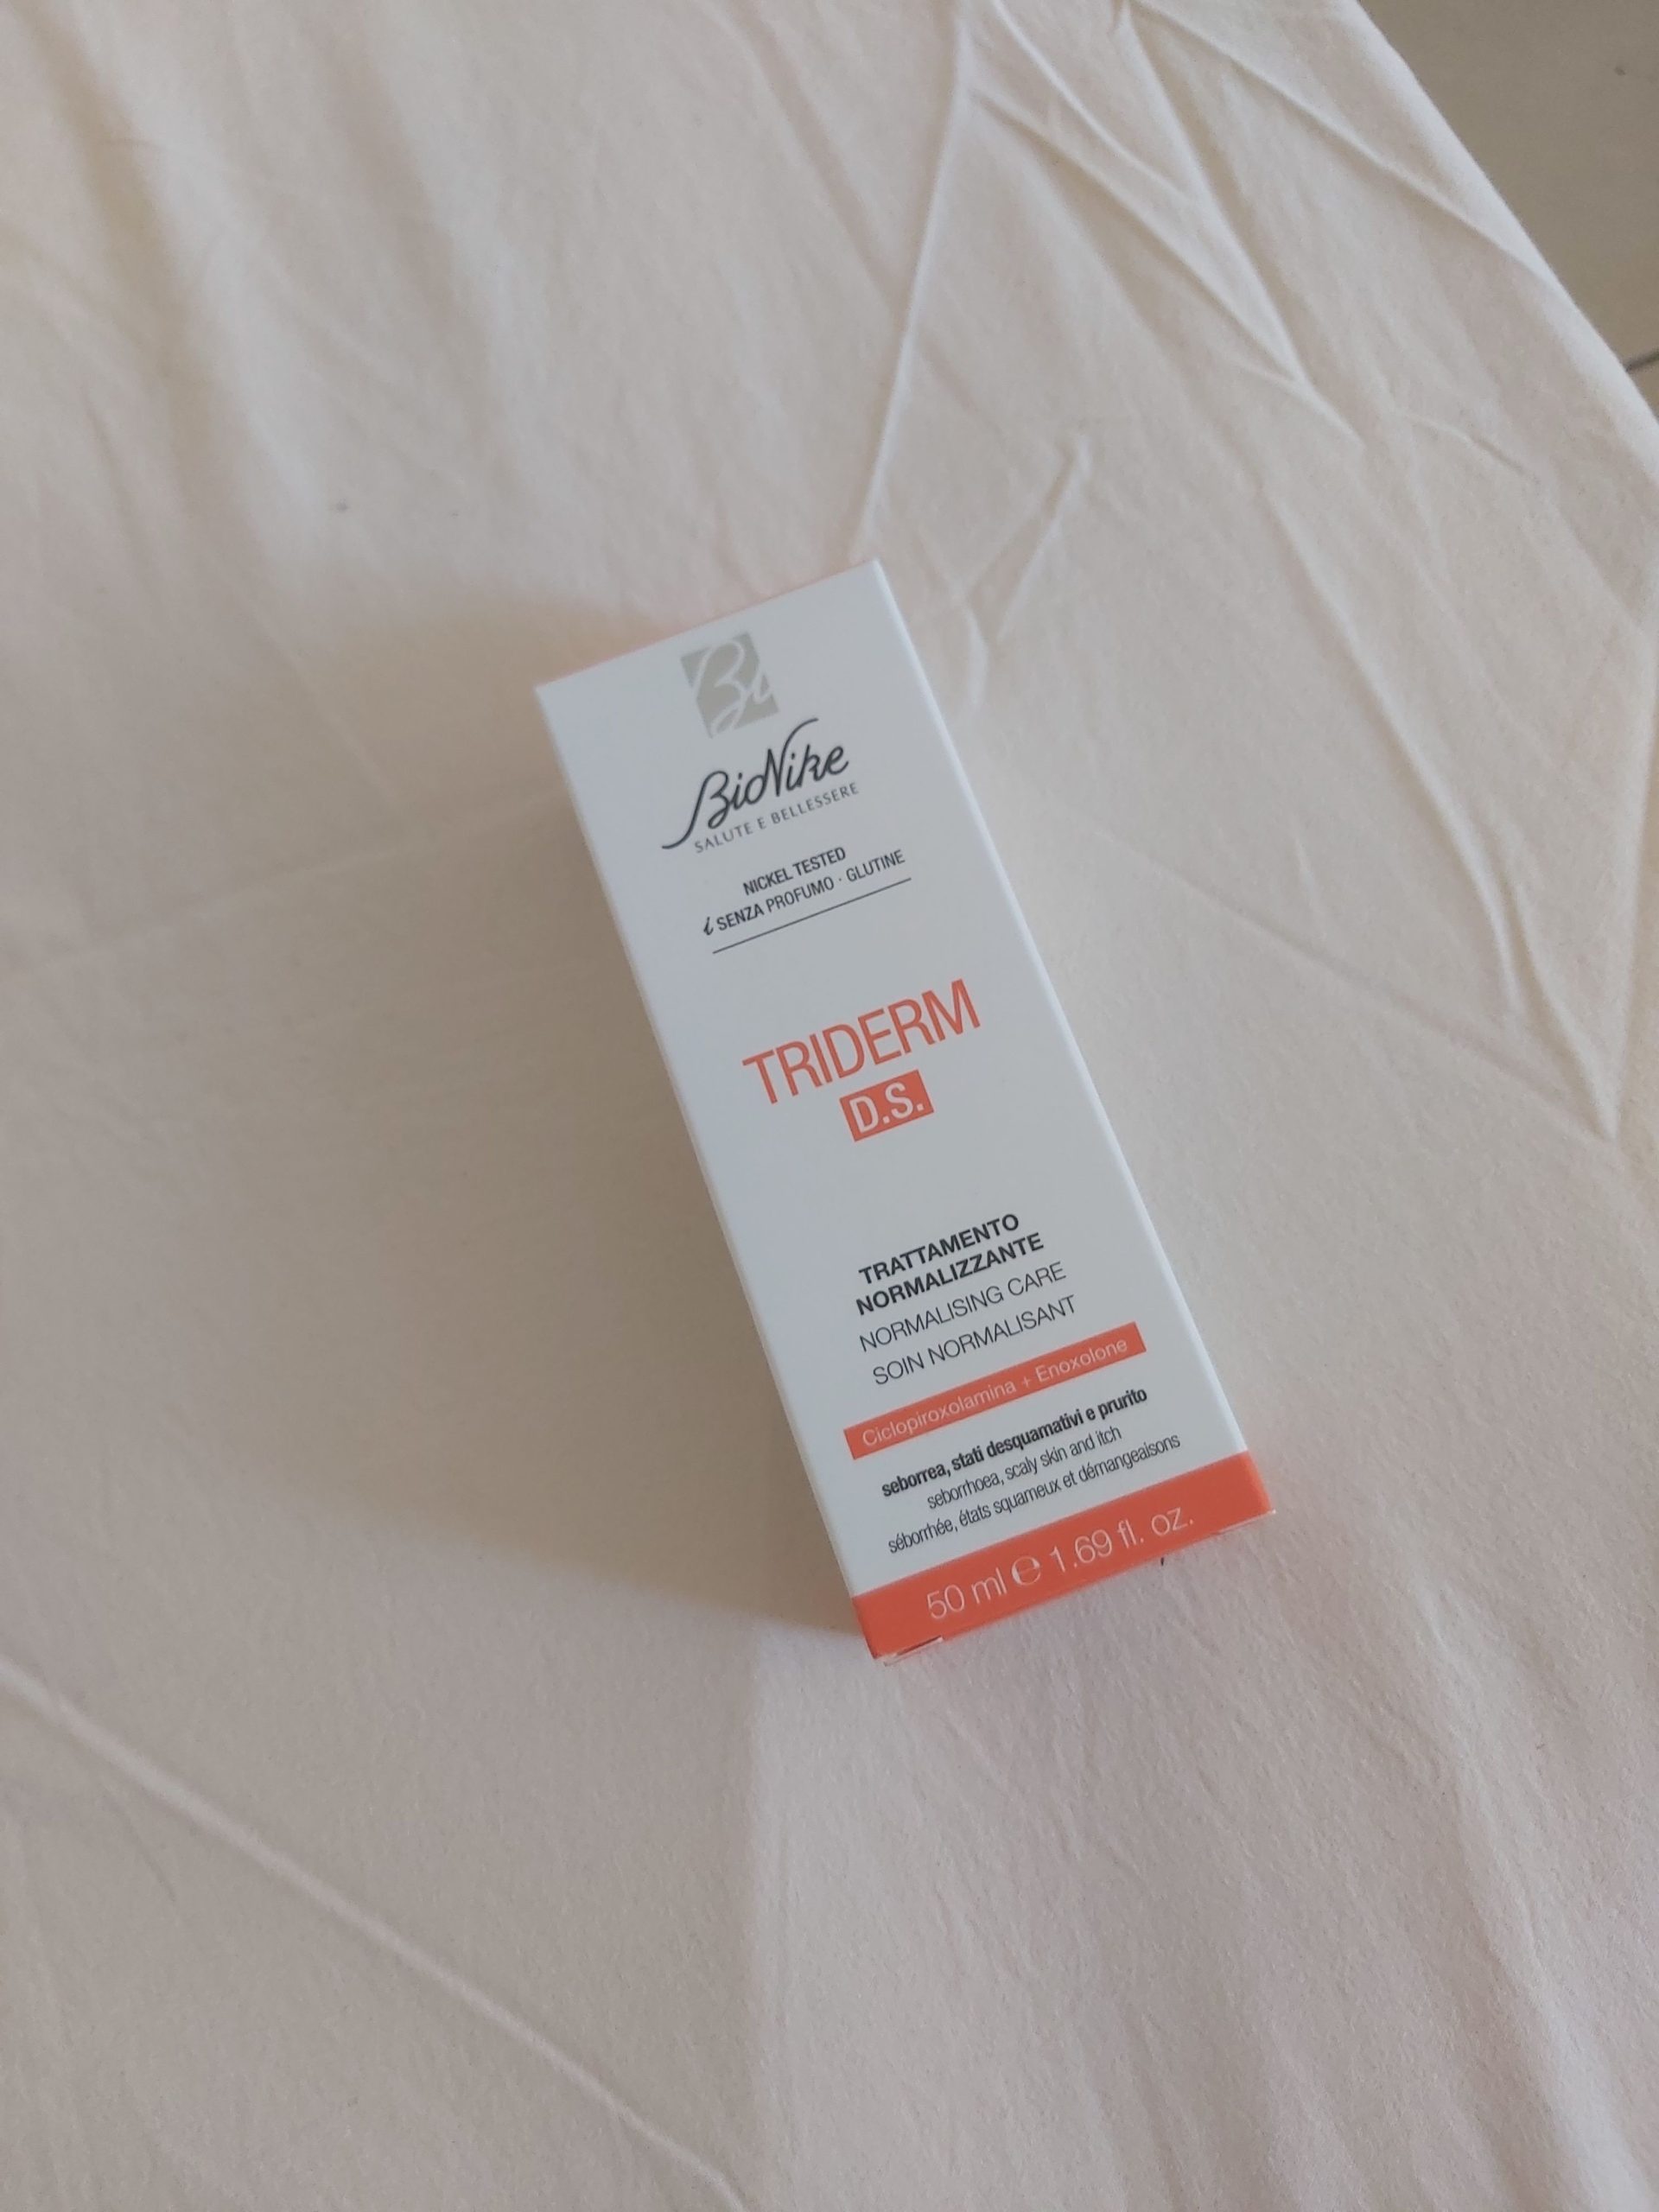 Bi
BioNike
SALUTE E BELLESSERE
NICKEL TESTED
i SENZA PROFUMO · GLUTINE
TRIDERM
D.S.
TRATTAMENTO
NORMALIZZANTE
NORMALISING CARE
SOIN NORMALISANT
Ciclopiroxolamina + Enoxolone
seborrea, stati desquamativi e prurito
seborrhoea, scaly skin and itch
séborrhée, états squameux et démangeaisons
50 ml ℮ 1.69 fl. oz.